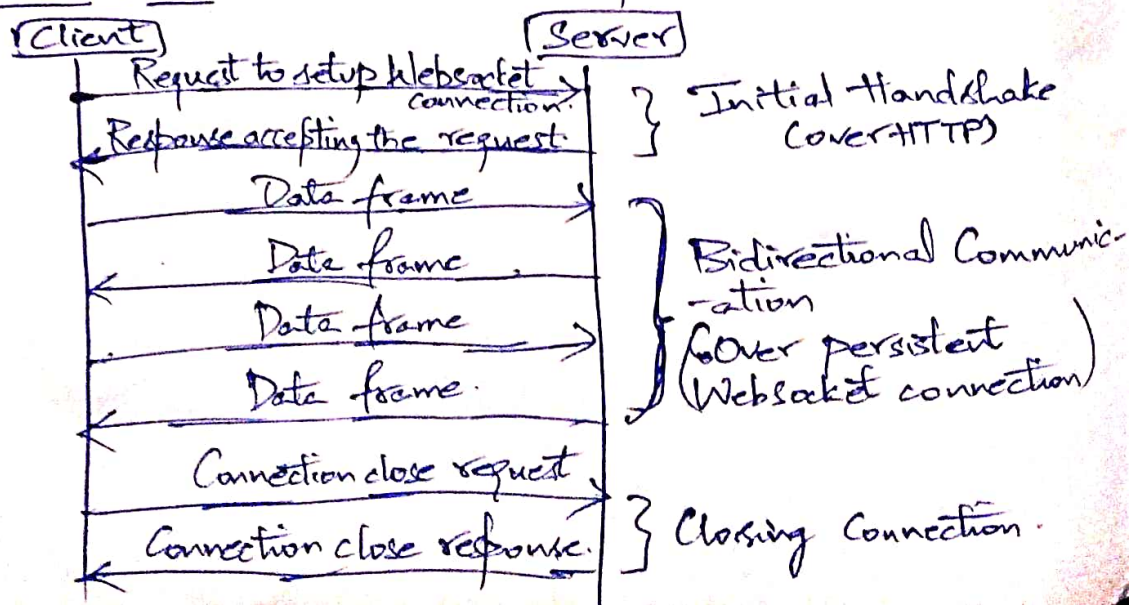 Client
Server
Request to setup Websocket
connection.
Initial Handshake
(over HTTP)
Response accepting the request.
Data frame
Data frame
Bidirectional Communic-
-ation
Data frame
(Over persistent
Websocket connection)
Data frame.
Connection close request
Closing Connection.
Connection close response.